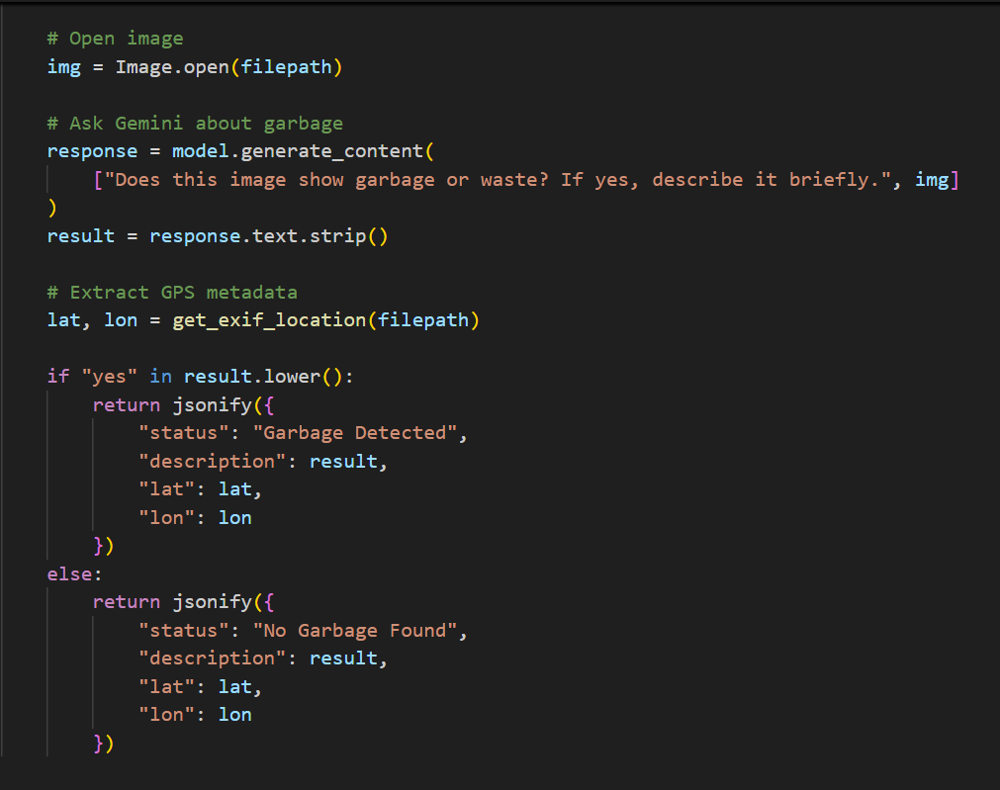 # Open image
img = Image.open(filepath)
# Ask Gemini about garbage
response = model.generate_content(
["Does this image show garbage or waste? If yes, describe it briefly.", img]
)
result = response.text.strip()
# Extract GPS metadata
lat, lon = get_exif_location(filepath)
if "yes" in result.lower():
return jsonify({
"status": "Garbage Detected",
"description": result,
"lat": lat,
"lon": lon
})
else:
return jsonify({
"status": "No Garbage Found",
"description": result,
"lat": lat,
"lon": lon
})